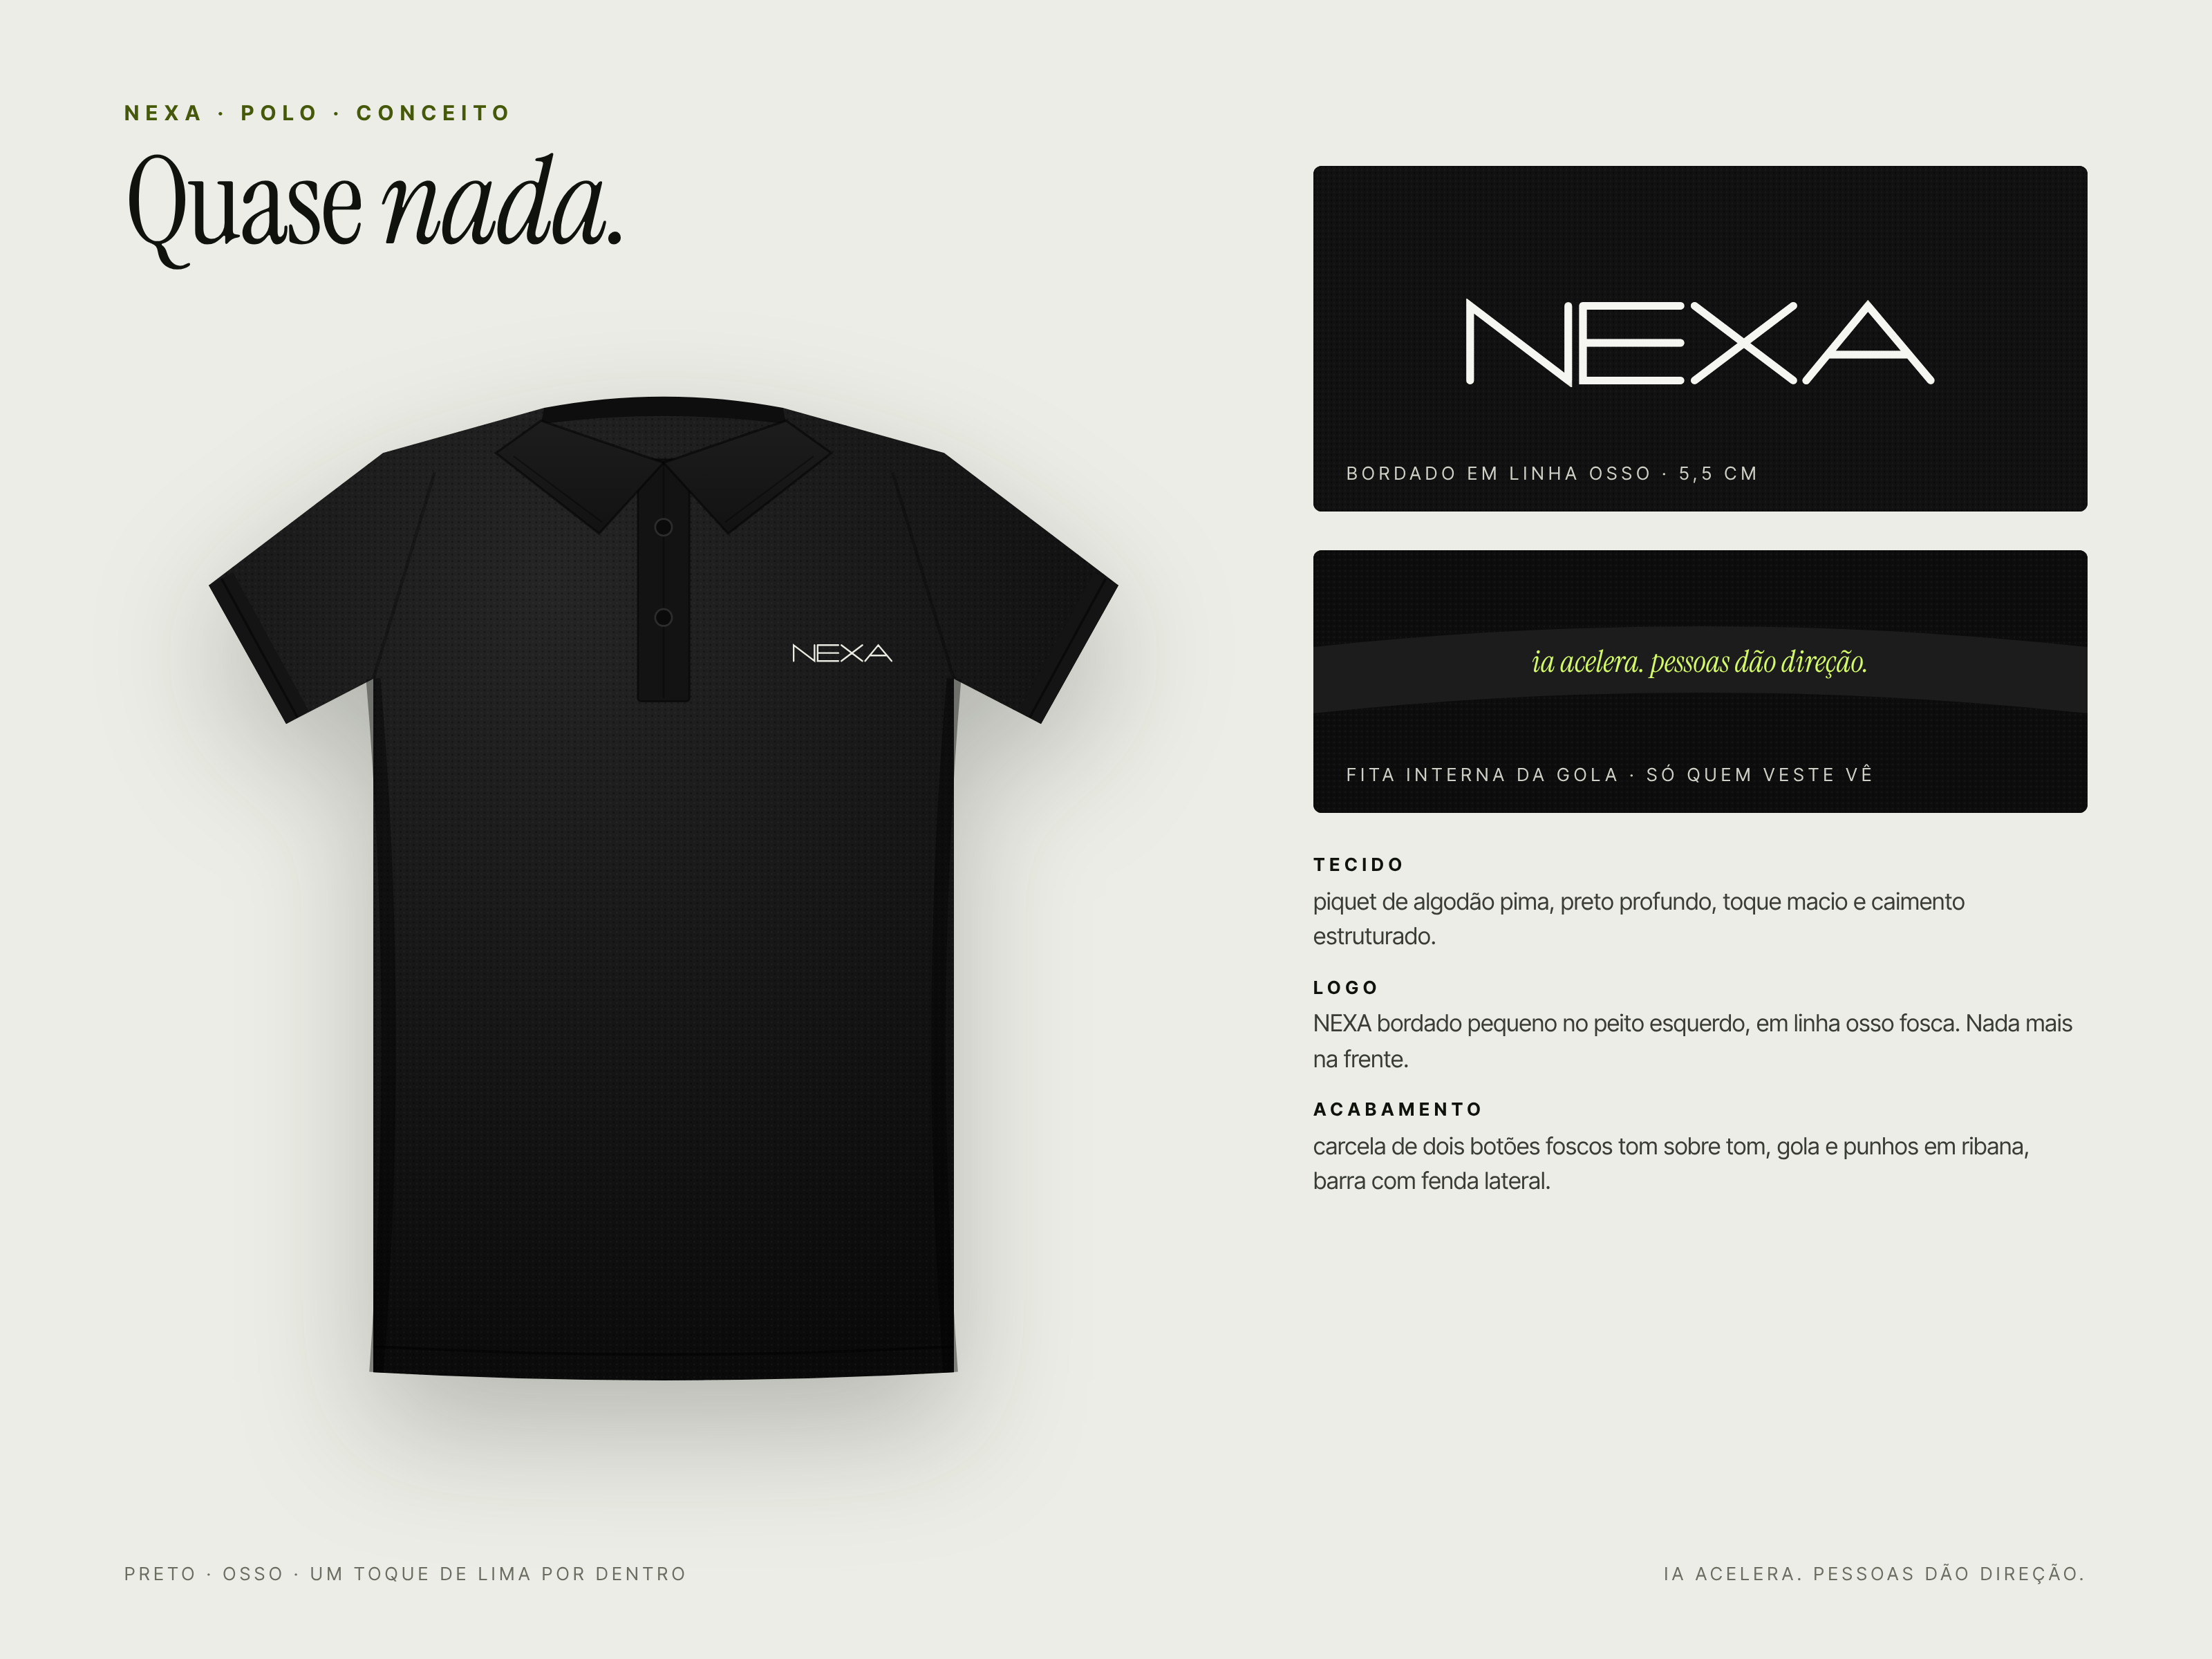 NEXA · POLO · CONCEITO
Quase nada.
NEXA
NEXA
BORDADO EM LINHA OSSO · 5,5 CM
ia acelera. pessoas dão direção.
FITA INTERNA DA GOLA · SÓ QUEM VESTE VÊ
TECIDO
piquet de algodão pima, preto profundo, toque macio e caimento
estruturado.
LOGO
NEXA bordado pequeno no peito esquerdo, em linha osso fosca. Nada mais
na frente.
ACABAMENTO
carcela de dois botões foscos tom sobre tom, gola e punhos em ribana,
barra com fenda lateral.
PRETO · OSSO · UM TOQUE DE LIMA POR DENTRO
IA ACELERA. PESSOAS DÃO DIREÇÃO.